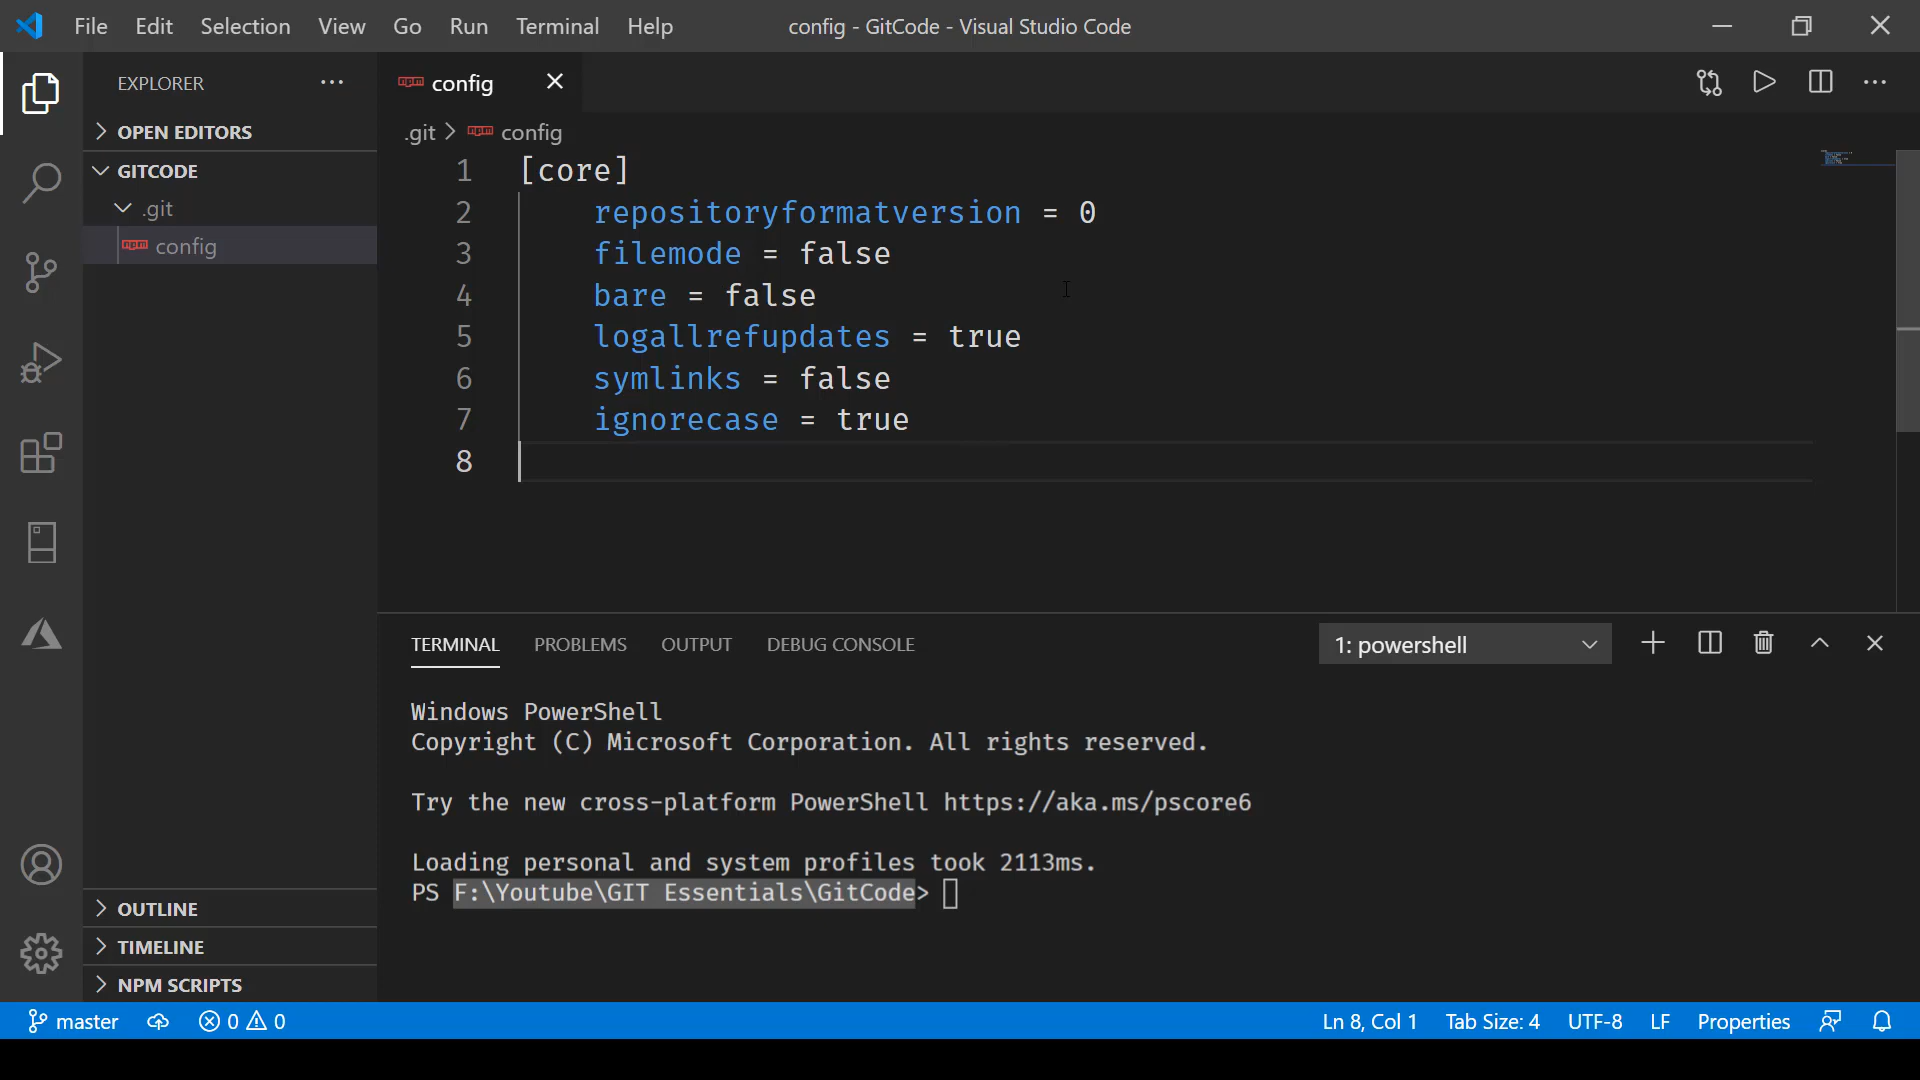 File Edit Selection View Go Run Terminal Help config - GitCode - Visual Studio Code
EXPLORER
OPEN EDITORS
GITCODE
.git
config
config
.git > config
1 [core]
2 repositoryformatversion = 0
3 filemode = false
4 bare = false
5 logallrefupdates = true
6 symlinks = false
7 ignorecase = true
8
TERMINAL PROBLEMS OUTPUT DEBUG CONSOLE 1: powershell
Windows PowerShell
Copyright (C) Microsoft Corporation. All rights reserved.
Try the new cross-platform PowerShell https://aka.ms/pscore6
Loading personal and system profiles took 2113ms.
PS F:\Youtube\GIT Essentials\GitCode>
OUTLINE
TIMELINE
NPM SCRIPTS
master 0 0 Ln 8, Col 1 Tab Size: 4 UTF-8 LF Properties